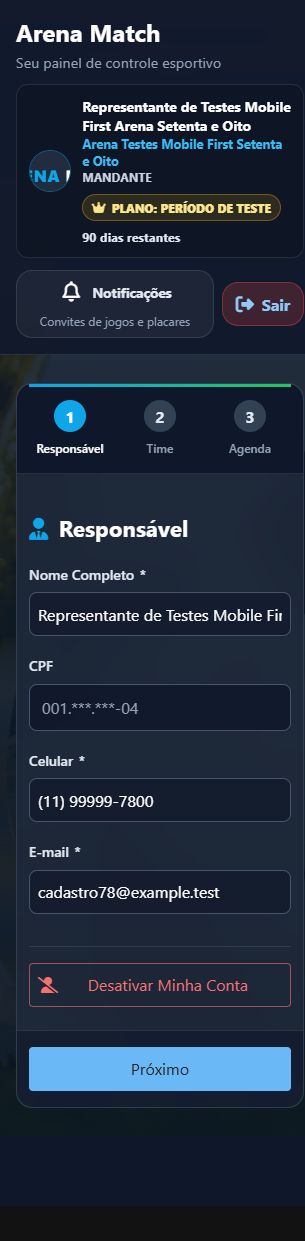 Arena Match
Seu painel de controle esportivo
Representante de Testes Mobile
First Arena Setenta e Oito
Arena Testes Mobile First Setenta
e Oito
MANDANTE
PLANO: PERÍODO DE TESTE
90 dias restantes
Notificações
Convites de jogos e placares
Sair
1 2 3
Responsável Time Agenda
Responsável
Nome Completo *
Representante de Testes Mobile Fir
CPF
001.***.***-04
Celular *
(11) 99999-7800
E-mail *
cadastro78@example.test
Desativar Minha Conta
Próximo